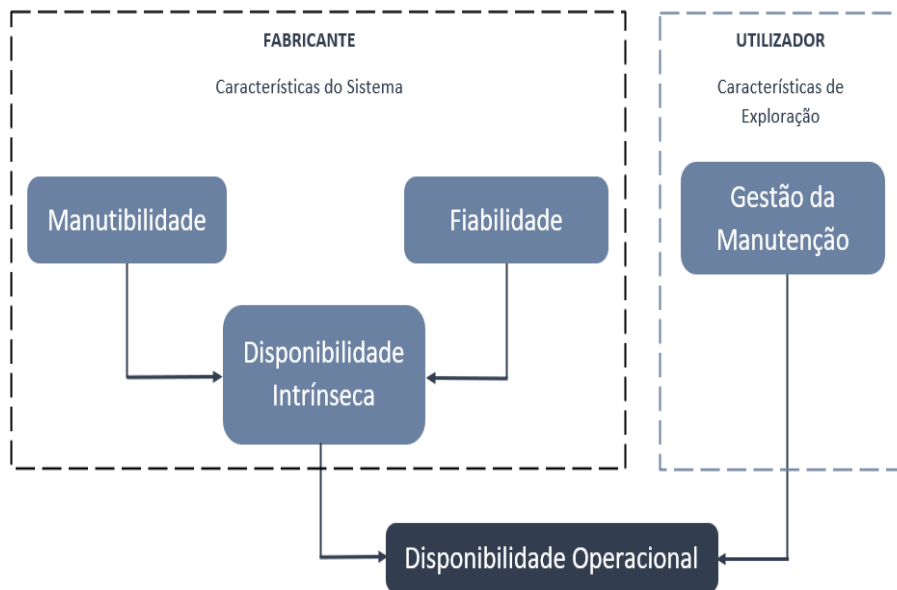 FABRICANTE
Características do Sistema
Manutibilidade
Fiabilidade
Disponibilidade
Intrínseca
UTILIZADOR
Características de
Exploração
Gestão da
Manutenção
Disponibilidade Operacional